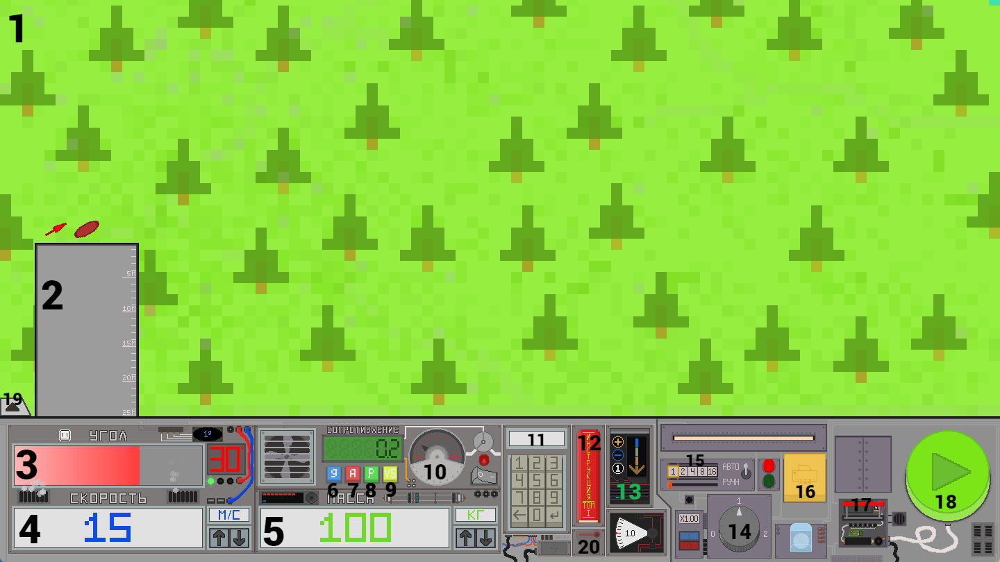 1
2
5М
10М
15М
20М
25М
19
УГОЛ
19
3
30°
СКОРОСТЬ
4
15
М/С
СОПРОТИВЛЕНИЕ
0.2
g A P VS
6 7 8 9
10
МАССА
5
100
КГ
11
1 2 3
4 5 6
7 8 9
← 0 ↵
12
ИНСТРУКЦИЯ
ТОМ
I
20
1
13
1.0
15
1 2 4 8 16
АВТО
РУЧН
16
X1.00
1
0
2
14
17
18